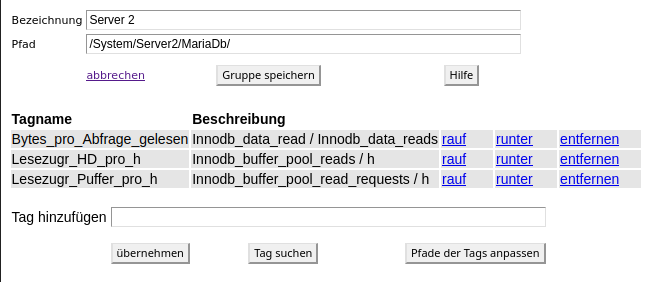 Bezeichnung Server 2
Pfad /System/Server2/MariaDb/
abbrechen Gruppe speichern Hilfe
Tagname Beschreibung
Bytes_pro_Abfrage_gelesen Innodb_data_read / Innodb_data_reads rauf runter entfernen
Lesezugr_HD_pro_h Innodb_buffer_pool_reads / h rauf runter entfernen
Lesezugr_Puffer_pro_h Innodb_buffer_pool_read_requests / h rauf runter entfernen
Tag hinzufügen
übernehmen Tag suchen Pfade der Tags anpassen